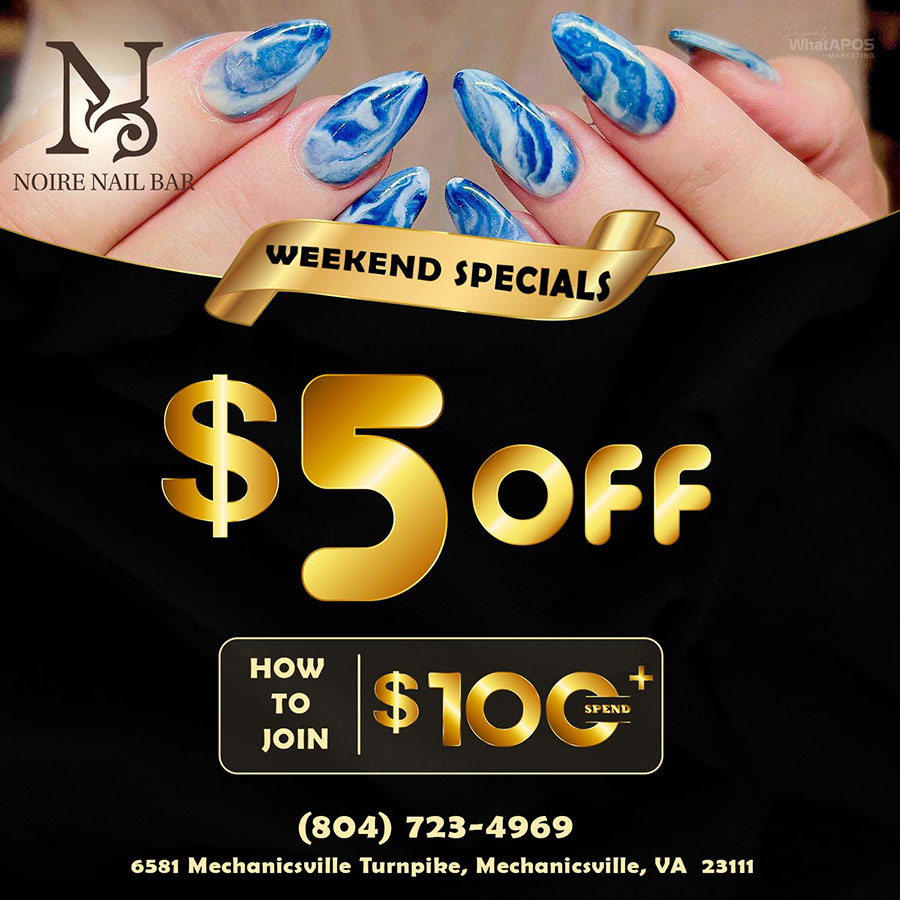 N
NOIRE NAIL BAR
WhatAPOS
MARKETING
WEEKEND SPECIALS
$5 OFF
HOW
TO
JOIN
$100+
SPEND
(804) 723-4969
6581 Mechanicsville Turnpike, Mechanicsville, VA 23111